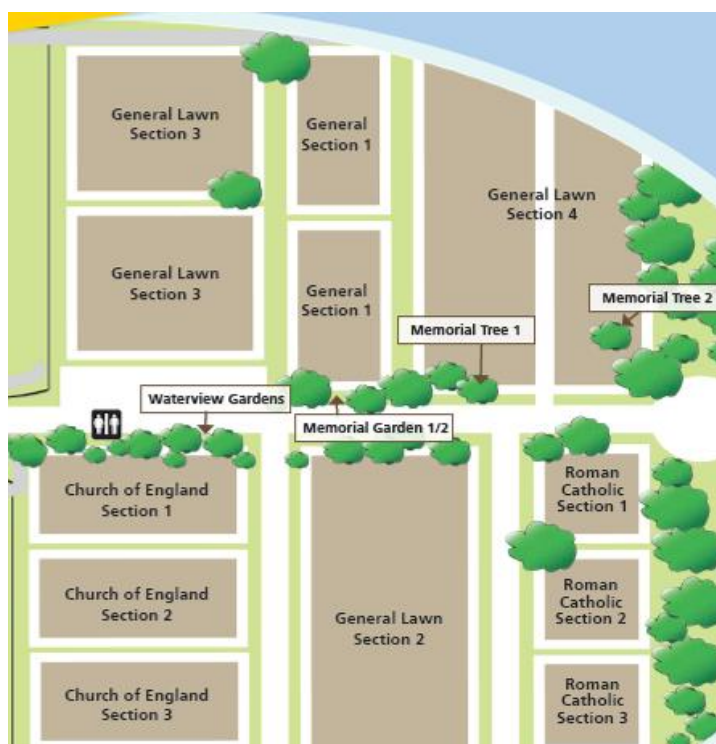 General Lawn
Section 3
General
Section 1
General Lawn
Section 4
General Lawn
Section 3
General
Section 1
Memorial Tree 2
Memorial Tree 1
Waterview Gardens
Memorial Garden 1/2
Church of England
Section 1
Roman
Catholic
Section 1
Church of England
Section 2
General Lawn
Section 2
Roman
Catholic
Section 2
Church of England
Section 3
Roman
Catholic
Section 3